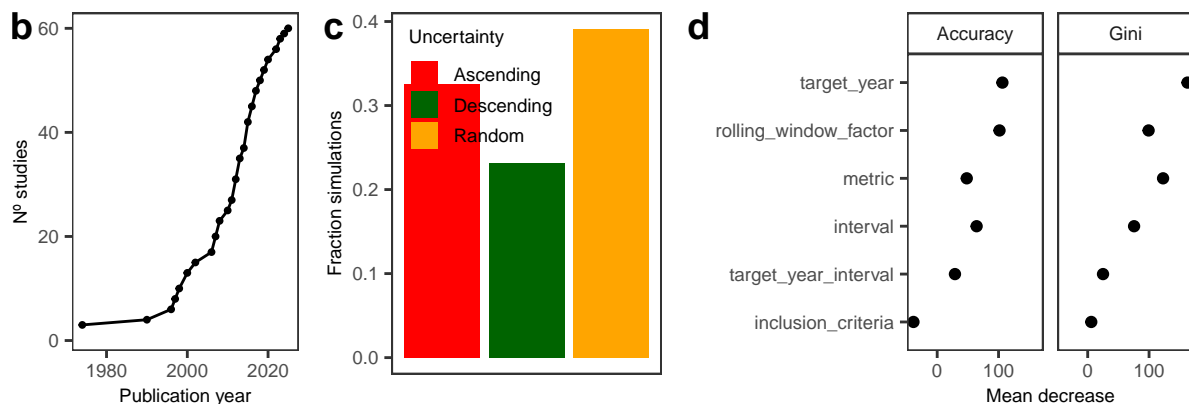 b
60
40
20
0
Nº studies
1980
2000
2020
Publication year
c
0.4
0.3
0.2
0.1
0.0
Fraction simulations
Uncertainty
Ascending
Descending
Random
d
Accuracy
Gini
target_year
rolling_window_factor
metric
interval
target_year_interval
inclusion_criteria
0
100
0
100
Mean decrease